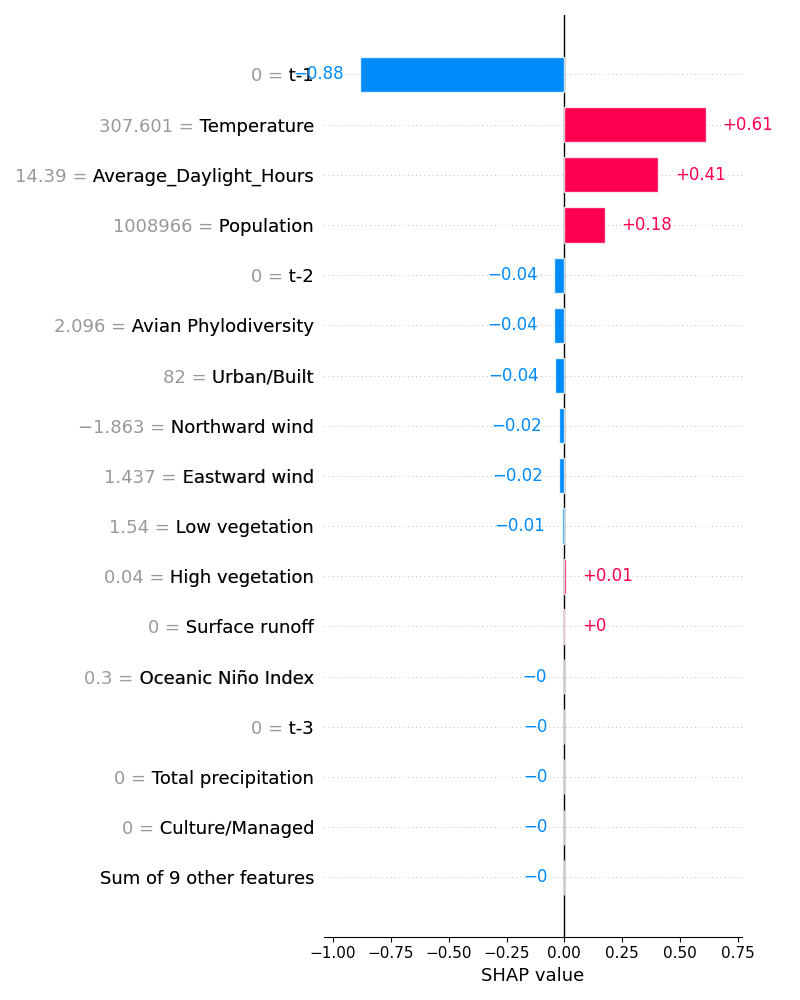 0 = t-1 −0.88
307.601 = Temperature +0.61
14.39 = Average_Daylight_Hours +0.41
1008966 = Population +0.18
0 = t-2 −0.04
2.096 = Avian Phylodiversity −0.04
82 = Urban/Built −0.04
−1.863 = Northward wind −0.02
1.437 = Eastward wind −0.02
1.54 = Low vegetation −0.01
0.04 = High vegetation +0.01
0 = Surface runoff +0
0.3 = Oceanic Niño Index −0
0 = t-3 −0
0 = Total precipitation −0
0 = Culture/Managed −0
Sum of 9 other features −0
−1.00 −0.75 −0.50 −0.25 0.00 0.25 0.50 0.75
SHAP value